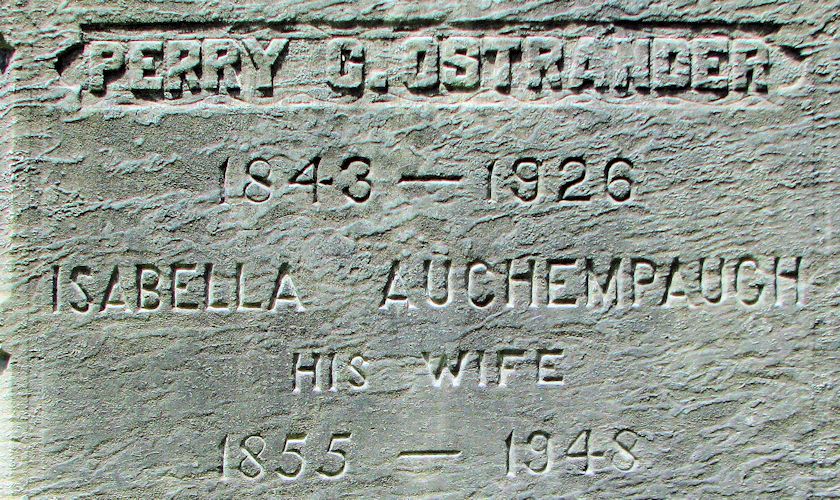 PERRY C. OSTRANDER
1843 — 1926
ISABELLA AUCHEMPAUGH
HIS WIFE
1855 — 1948